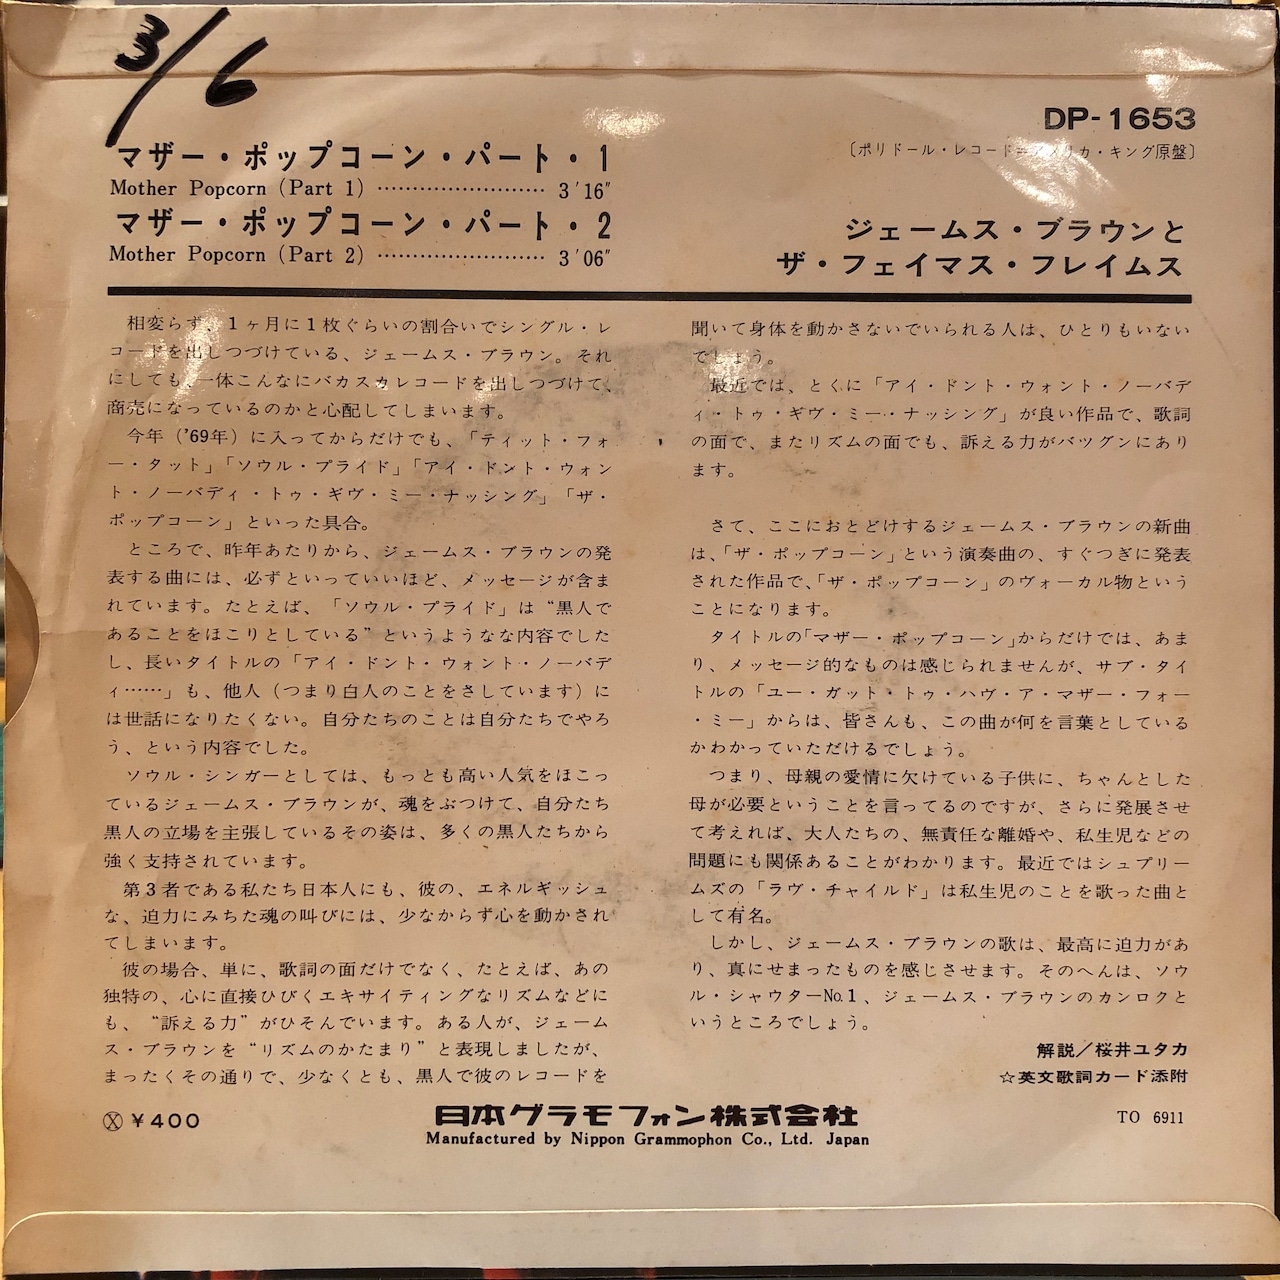 3/6
DP-1653
〔ポリドール・レコード=アメリカ・キング原盤〕
マザー・ポップコーン・パート・1
Mother Popcorn (Part 1) ………………… 3′16″
マザー・ポップコーン・パート・2
Mother Popcorn (Part 2) ………………… 3′06″
ジェームス・ブラウンと
ザ・フェイマス・フレイムス
相変らず、1ヶ月に1枚ぐらいの割合いでシングル・レ
コードを出しつづけている、ジェームス・ブラウン。それ
にしても、一体こんなにバカスカレコードを出しつづけて、
商売になっているのかと心配してしまいます。
今年('69年)に入ってからだけでも、「ティット・フォ
ー・タット」「ソウル・プライド」「アイ・ドント・ウォン
ト・ノーバディ・トゥ・ギヴ・ミー・ナッシング」「ザ・
ポップコーン」といった具合。
ところで、昨年あたりから、ジェームス・ブラウンの発
表する曲には、必ずといっていいほど、メッセージが含ま
れています。たとえば、「ソウル・プライド」は“黒人で
あることをほこりとしている”というようなな内容でした
し、長いタイトルの「アイ・ドント・ウォント・ノーバデ
ィ……」も、他人(つまり白人のことをさしています)に
は世話になりたくない。自分たちのことは自分たちでやろ
う、という内容でした。
ソウル・シンガーとしては、もっとも高い人気をほこっ
ているジェームス・ブラウンが、魂をぶつけて、自分たち
黒人の立場を主張しているその姿は、多くの黒人たちから
強く支持されています。
第3者である私たち日本人にも、彼の、エネルギッシュ
な、迫力にみちた魂の叫びには、少なからず心を動かされ
てしまいます。
彼の場合、単に、歌詞の面だけでなく、たとえば、あの
独特の、心に直接ひびくエキサイティングなリズムなどに
も、“訴える力”がひそんでいます。ある人が、ジェーム
ス・ブラウンを“リズムのかたまり”と表現しましたが、
まったくその通りで、少なくとも、黒人で彼のレコードを
聞いて身体を動かさないでいられる人は、ひとりもいない
でしょう。
最近では、とくに「アイ・ドント・ウォント・ノーバデ
ィ・トゥ・ギヴ・ミー・ナッシング」が良い作品で、歌詞
の面で、またリズムの面でも、訴える力がバツグンにあり
ます。
さて、ここにおとどけするジェームス・ブラウンの新曲
は、「ザ・ポップコーン」という演奏曲の、すぐつぎに発表
された作品で、「ザ・ポップコーン」のヴォーカル物という
ことになります。
タイトルの「マザー・ポップコーン」からだけでは、あま
り、メッセージ的なものは感じられませんが、サブ・タイ
トルの「ユー・ガット・トゥ・ハヴ・ア・マザー・フォー
・ミー」からは、皆さんも、この曲が何を言葉としている
かわかっていただけるでしょう。
つまり、母親の愛情に欠けている子供に、ちゃんとした
母が必要ということを言ってるのですが、さらに発展させ
て考えれば、大人たちの、無責任な離婚や、私生児などの
問題にも関係あることがわかります。最近ではシュプリー
ムズの「ラヴ・チャイルド」は私生児のことを歌った曲と
して有名。
しかし、ジェームス・ブラウンの歌は、最高に迫力があ
り、真にせまったものを感じさせます。そのへんは、ソウ
ル・シャウターNo.1、ジェームス・ブラウンのカンロクと
いうところでしょう。
解説/桜井ユタカ
☆英文歌詞カード添附
Ⓧ ¥400
日本グラモフォン株式会社
Manufactured by Nippon Grammophon Co., Ltd. Japan
TO 6911